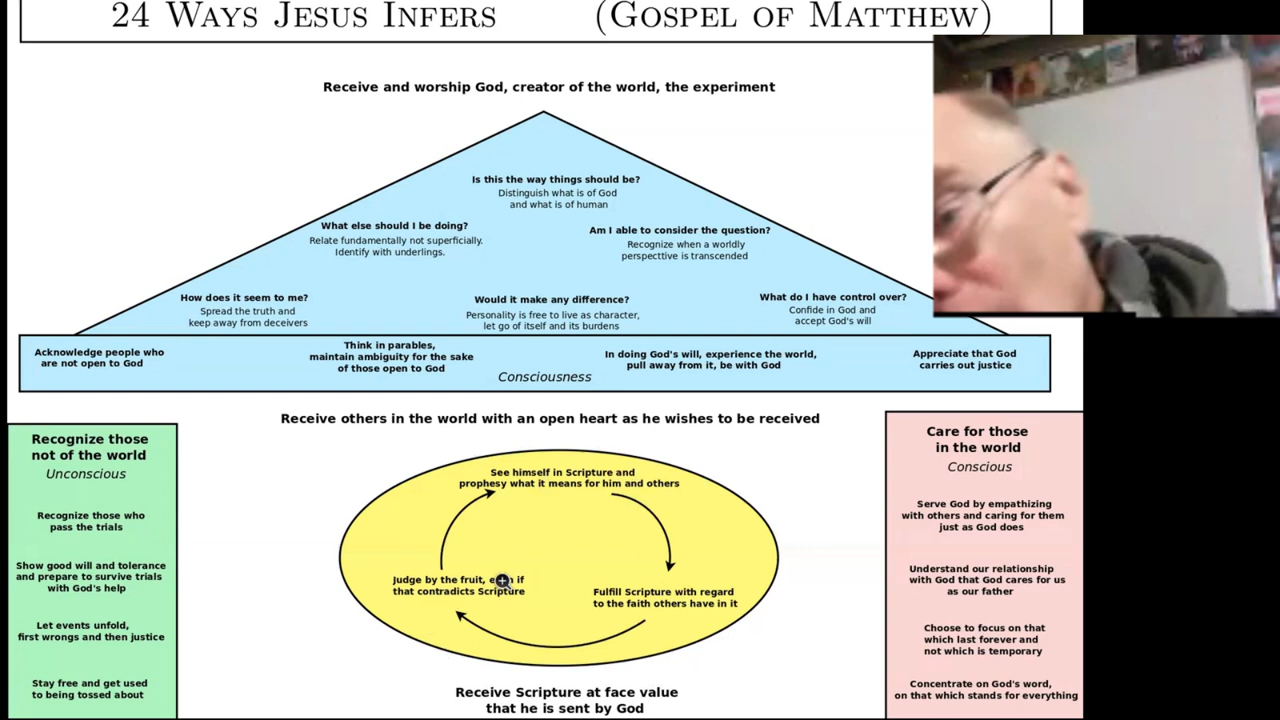 24 WAYS JESUS INFERS (GOSPEL OF MATTHEW)
Receive and worship God, creator of the world, the experiment
Is this the way things should be?
Distinguish what is of God
and what is of human
What else should I be doing?
Relate fundamentally not superficially.
Identify with underlings.
Am I able to consider the question?
Recognize when a worldly
perspecttive is transcended
How does it seem to me?
Spread the truth and
keep away from deceivers
Would it make any difference?
Personality is free to live as character,
let go of itself and its burdens
What do I have control over?
Confide in God and
accept God's will
Acknowledge people who
are not open to God
Think in parables,
maintain ambiguity for the sake
of those open to God
In doing God's will, experience the world,
pull away from it, be with God
Appreciate that God
carries out justice
Consciousness
Receive others in the world with an open heart as he wishes to be received
Recognize those
not of the world
Unconscious
Recognize those who
pass the trials
Show good will and tolerance
and prepare to survive trials
with God's help
Let events unfold,
first wrongs and then justice
Stay free and get used
to being tossed about
See himself in Scripture and
prophesy what it means for him and others
Judge by the fruit, if
that contradicts Scripture
Fulfill Scripture with regard
to the faith others have in it
Receive Scripture at face value
that he is sent by God
Care for those
in the world
Conscious
Serve God by empathizing
with others and caring for them
just as God does
Understand our relationship
with God that God cares for us
as our father
Choose to focus on that
which last forever and
not which is temporary
Concentrate on God's word,
on that which stands for everything